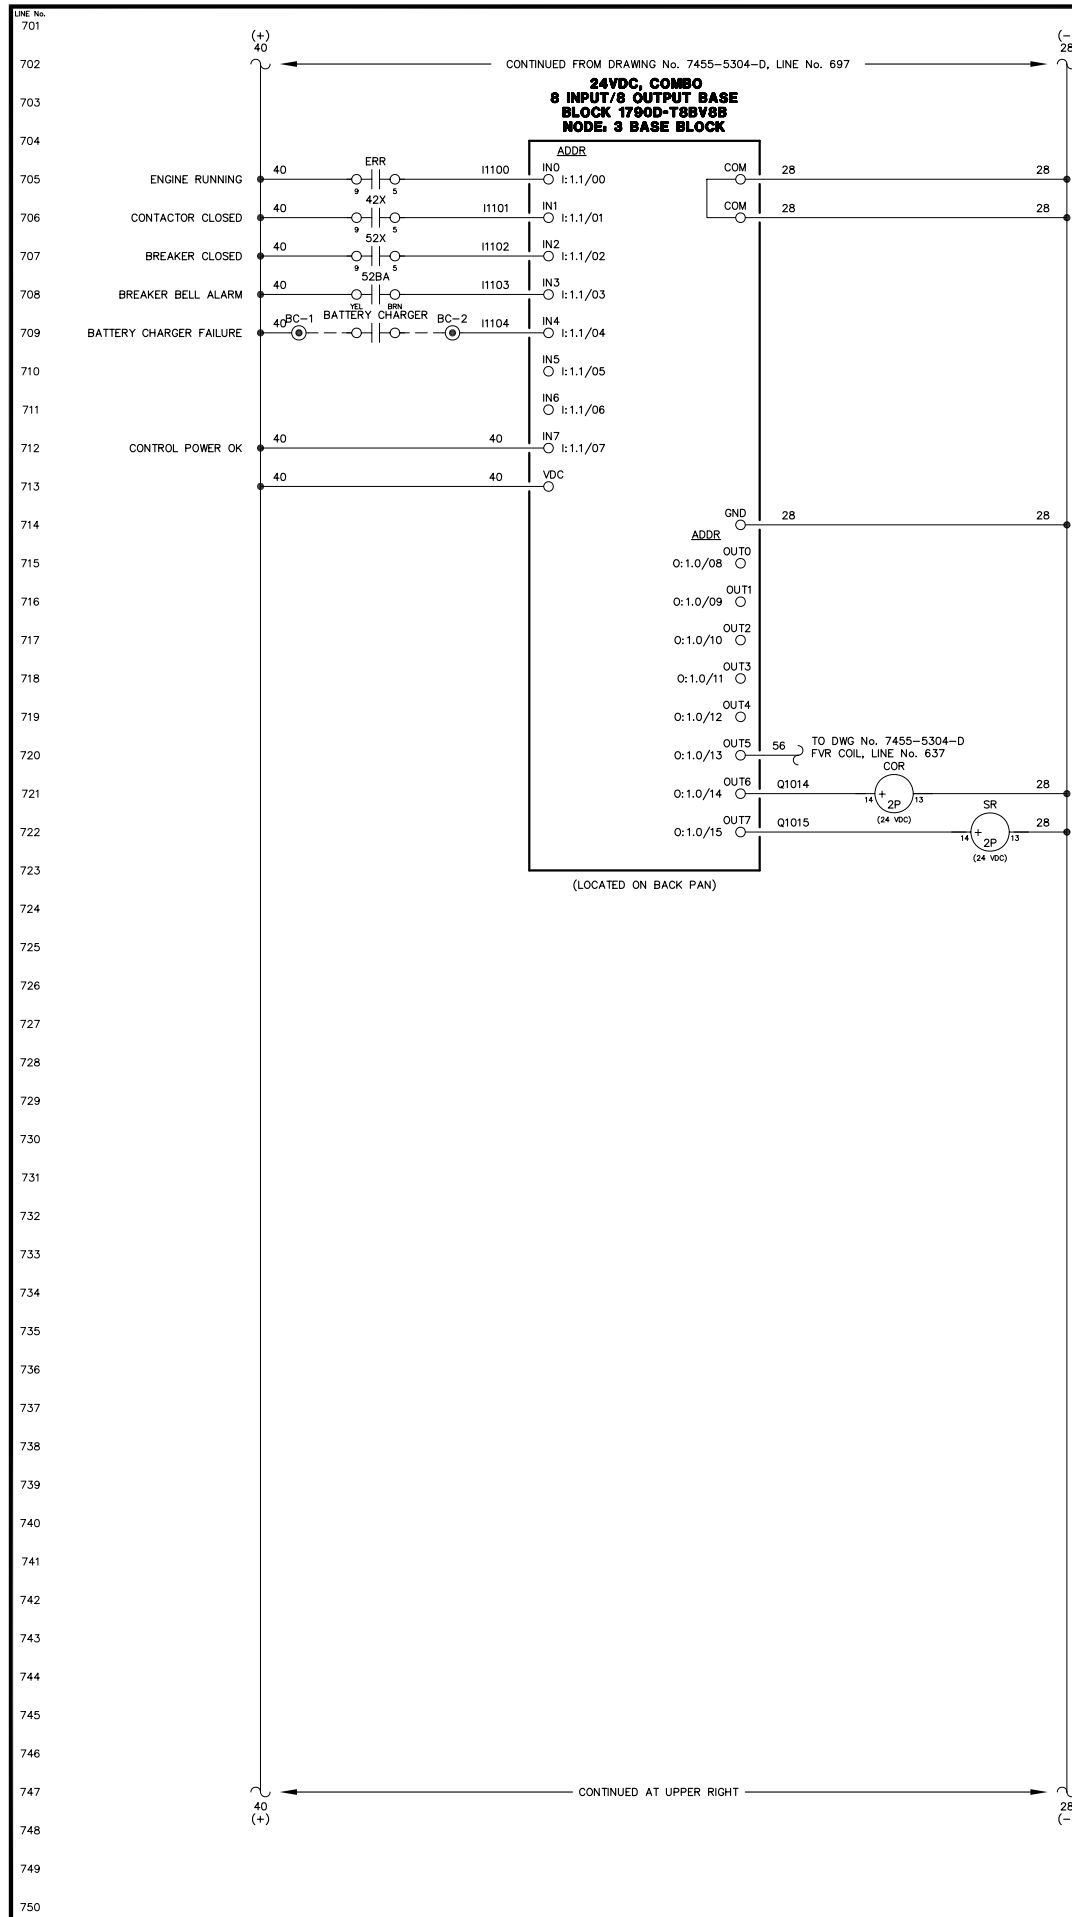 LINE No.
701
(+)
40
(-
28
702
CONTINUED FROM DRAWING No. 7455-5304-D, LINE No. 697
24VDC, COMBO
703
8 INPUT/8 OUTPUT BASE
BLOCK 1790D-T8BV8B
NODE: 3 BASE BLOCK
704
ADDR
705 ENGINE RUNNING 40 ERR 9 5 I1100 IN0 I:1.1/00 COM 28 28
706 CONTACTOR CLOSED 40 42X 9 5 I1101 IN1 I:1.1/01 COM 28 28
707 BREAKER CLOSED 40 52X 9 5 I1102 IN2 I:1.1/02
708 BREAKER BELL ALARM 40 52BA YEL BRN I1103 IN3 I:1.1/03
709 BATTERY CHARGER FAILURE 40 BC-1 BATTERY CHARGER BC-2 I1104 IN4 I:1.1/04
710 IN5 I:1.1/05
711 IN6 I:1.1/06
712 CONTROL POWER OK 40 40 IN7 I:1.1/07
713 40 40 VDC
714 GND 28 28
ADDR
715 O:1.0/08 OUT0
716 O:1.0/09 OUT1
717 O:1.0/10 OUT2
718 O:1.0/11 OUT3
719 O:1.0/12 OUT4
720 O:1.0/13 OUT5 56 TO DWG No. 7455-5304-D
FVR COIL, LINE No. 637
721 O:1.0/14 OUT6 Q1014 COR 14 + 2P 13 (24 VDC) 28
722 O:1.0/15 OUT7 Q1015 SR 14 + 2P 13 (24 VDC) 28
723
(LOCATED ON BACK PAN)
724
725
726
727
728
729
730
731
732
733
734
735
736
737
738
739
740
741
742
743
744
745
746
747 CONTINUED AT UPPER RIGHT
40
(+)
28
(-
748
749
750